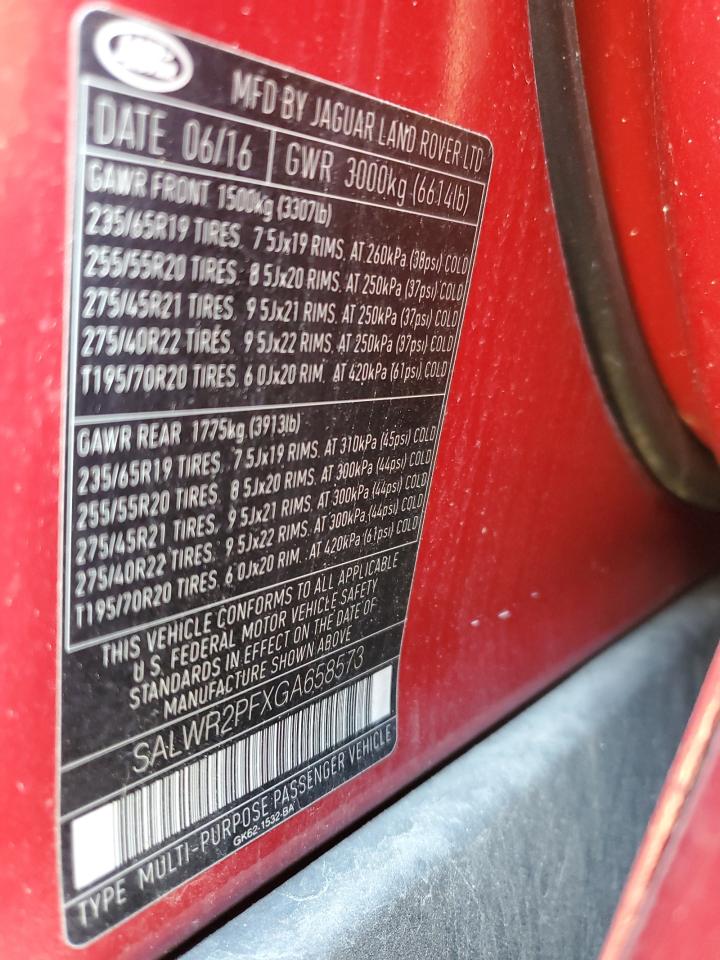 MFD BY JAGUAR LAND ROVER LTD
DATE 06/16 GWR 3000kg (6614lb)
GAWR FRONT 1500kg (3307lb)
235/65R19 TIRES, 7.5Jx19 RIMS, AT 260kPa (38psi) COLD
255/55R20 TIRES, 8.5Jx20 RIMS, AT 250kPa (37psi) COLD
275/45R21 TIRES, 9.5Jx21 RIMS, AT 250kPa (37psi) COLD
275/40R22 TIRES, 9.5Jx22 RIMS, AT 250kPa (37psi) COLD
T195/70R20 TIRES, 6.0Jx20 RIM, AT 420kPa (61psi) COLD
GAWR REAR 1775kg (3913lb)
235/65R19 TIRES, 7.5Jx19 RIMS, AT 310kPa (45psi) COLD
255/55R20 TIRES, 8.5Jx20 RIMS, AT 300kPa (44psi) COLD
275/45R21 TIRES, 9.5Jx21 RIMS, AT 300kPa (44psi) COLD
275/40R22 TIRES, 9.5Jx22 RIMS, AT 300kPa (44psi) COLD
T195/70R20 TIRES, 6.0Jx20 RIM, AT 420kPa (61psi) COLD
THIS VEHICLE CONFORMS TO ALL APPLICABLE
U.S. FEDERAL MOTOR VEHICLE SAFETY
STANDARDS IN EFFECT ON THE DATE OF
MANUFACTURE SHOWN ABOVE
SALWR2PFXGA658573
TYPE MULTI-PURPOSE PASSENGER VEHICLE
GK62-1532-BA